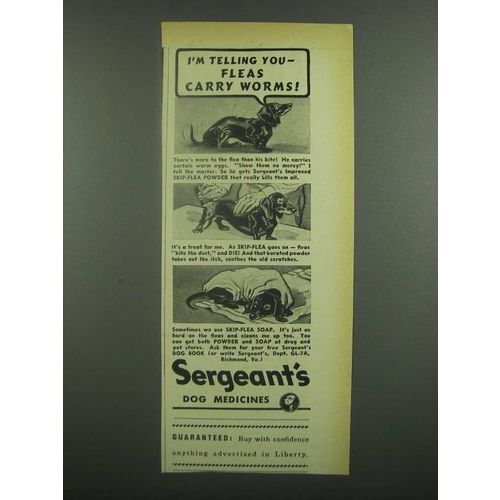 I'M TELLING YOU–
FLEAS
CARRY WORMS!
There's more to the flea than his bite! He carries
certain worm eggs. "Show them no mercy!" I
tell the master. So he gets Sergeant's Improved
SKIP-FLEA POWDER that really kills them all.
It's a treat for me. As SKIP-FLEA goes on — fleas
"bite the dust," and DIE! And that borated powder
takes out the itch, soothes the old scratches.
Sometimes we use SKIP-FLEA SOAP. It's just as
hard on the fleas and cleans me up too. You
can get both POWDER and SOAP at drug and
pet stores. Ask them for your free Sergeant's
DOG BOOK (or write Sergeant's, Dept. GL-7A,
Richmond, Va.)
Sergeant's
DOG MEDICINES
GUARANTEED: Buy with confidence
anything advertised in Liberty.